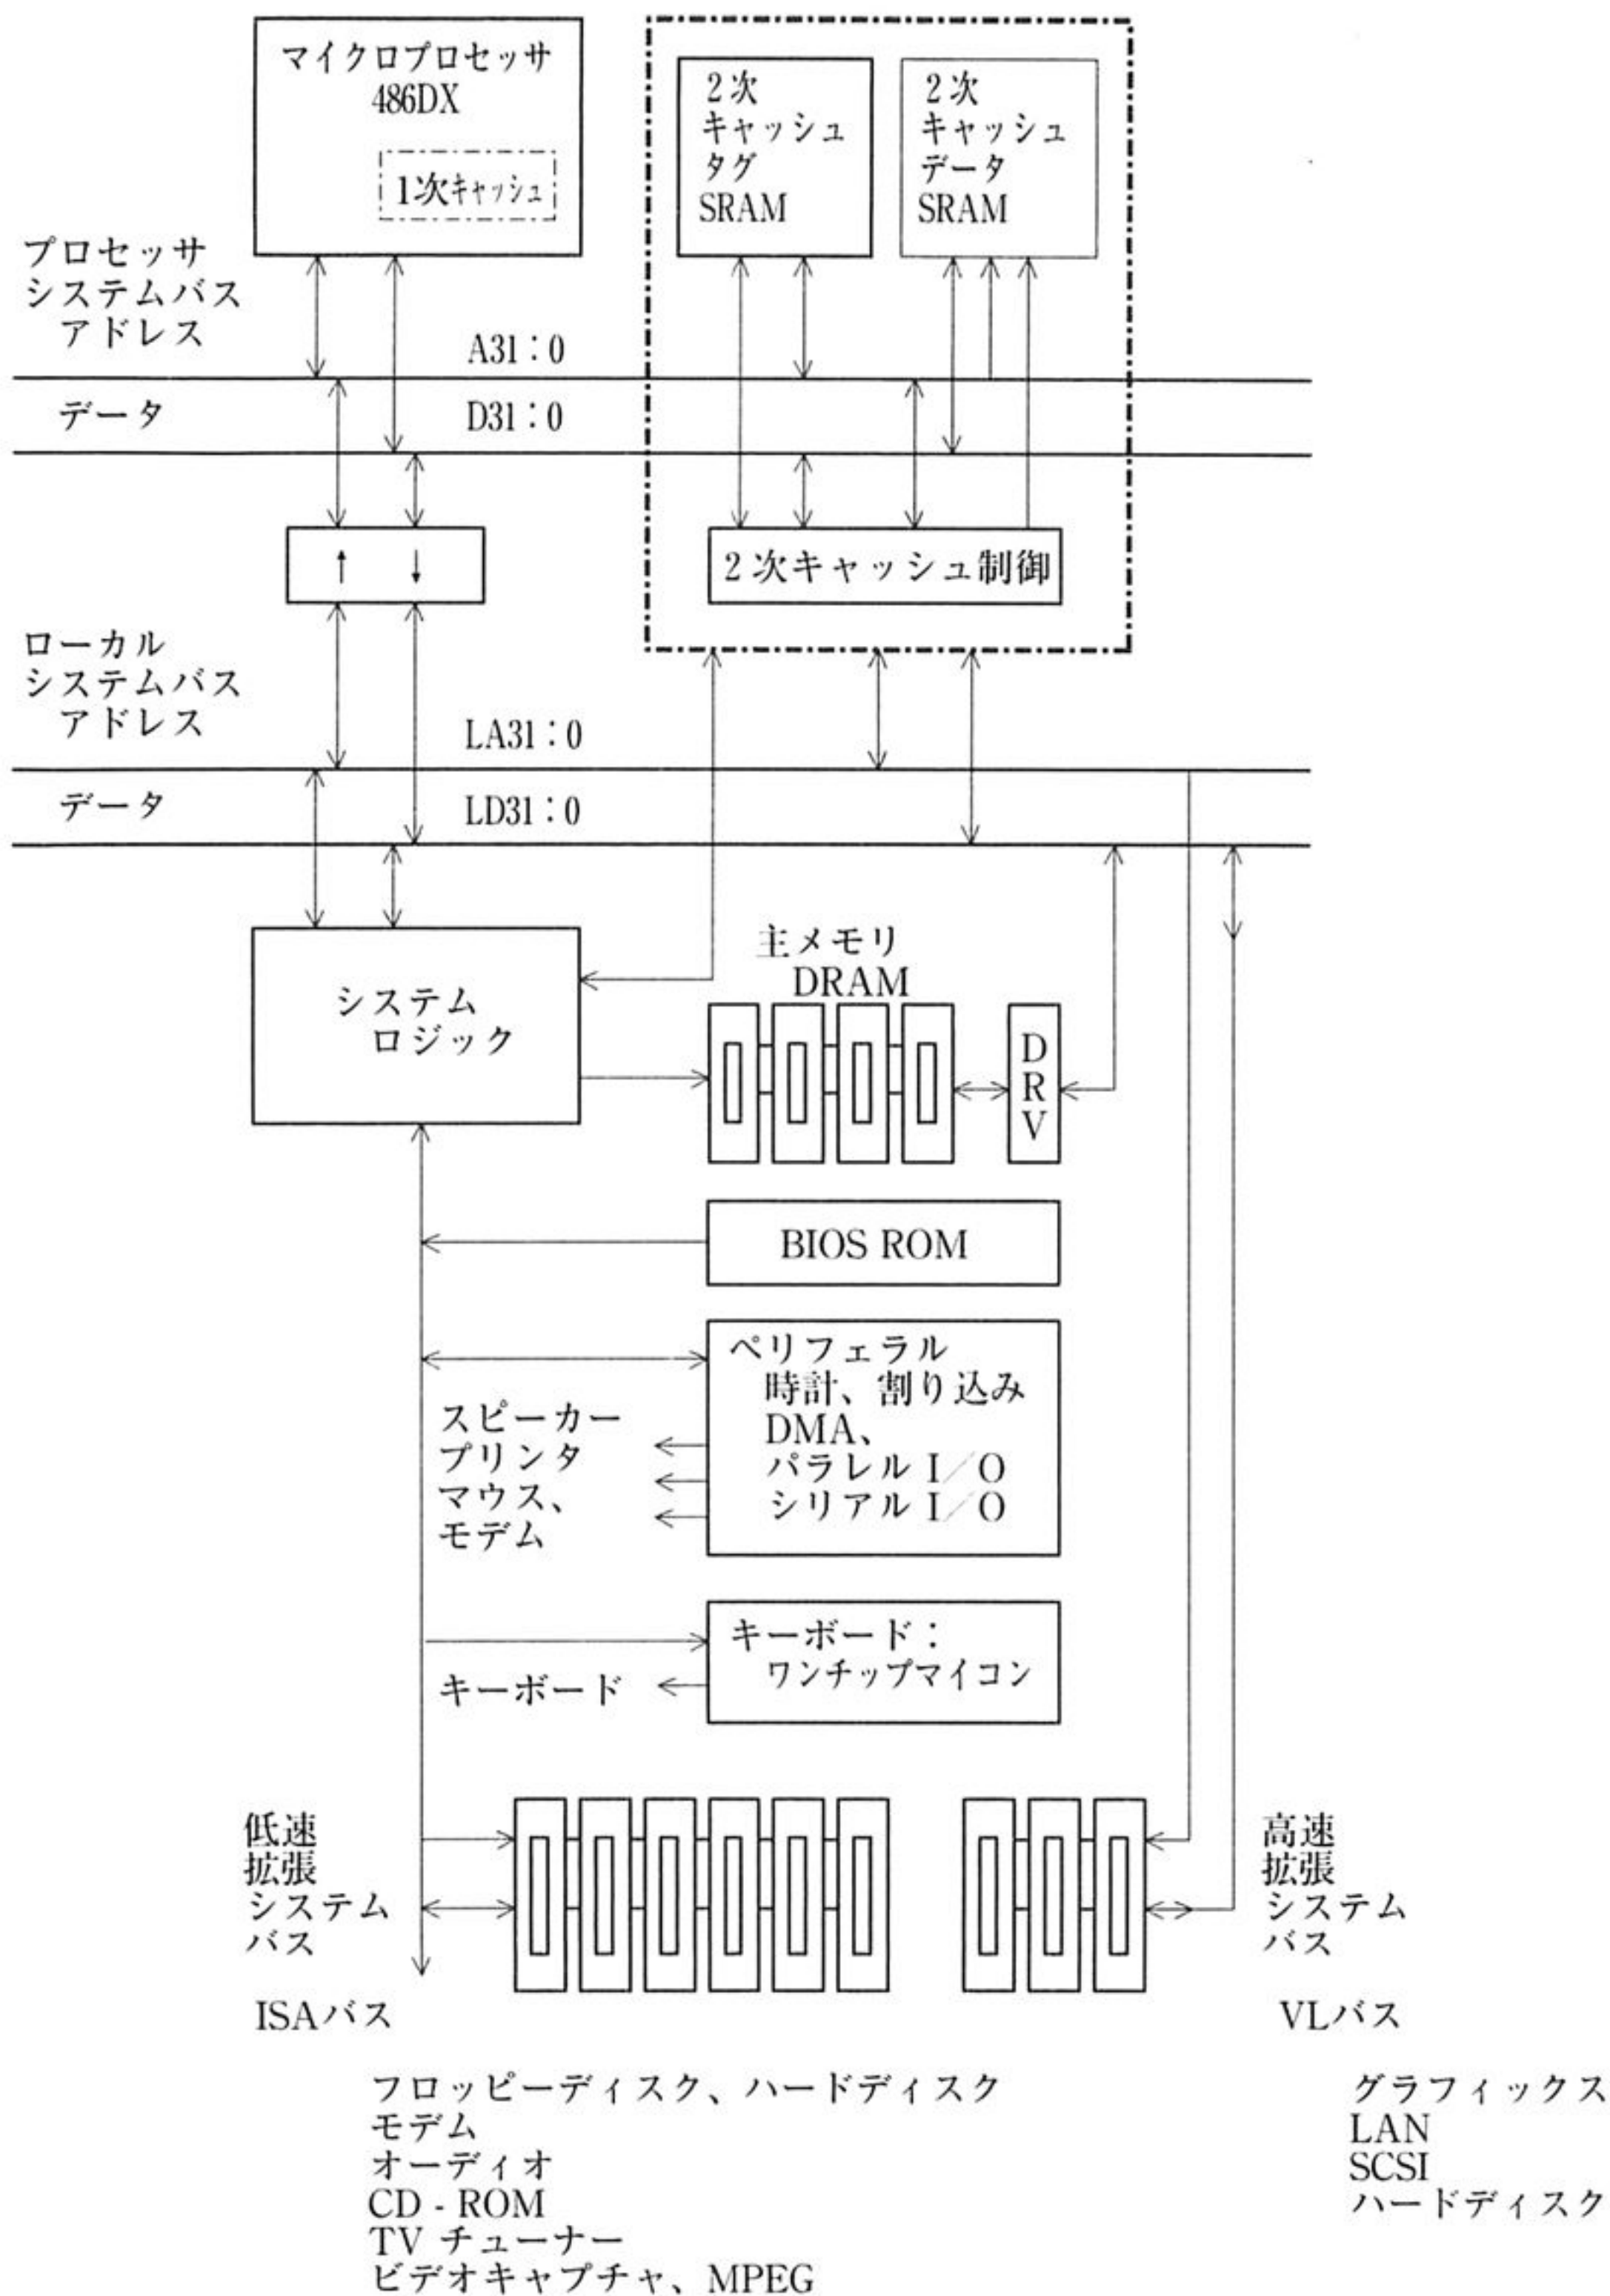 マイクロプロセッサ
486DX
1次キャッシュ
2次
キャッシュ
タグ
SRAM
2次
キャッシュ
データ
SRAM
プロセッサ
システムバス
アドレス
A31:0
データ
D31:0
↑ ↓
2次キャッシュ制御
ローカル
システムバス
アドレス
LA31:0
データ
LD31:0
システム
ロジック
主メモリ
DRAM
D
R
V
BIOS ROM
ペリフェラル
時計、割り込み
DMA、
パラレル I/O
シリアル I/O
スピーカー
プリンタ
マウス、
モデム
キーボード:
ワンチップマイコン
キーボード
低速
拡張
システム
バス
ISAバス
高速
拡張
システム
バス
VLバス
フロッピーディスク、ハードディスク
モデム
オーディオ
CD - ROM
TV チューナー
ビデオキャプチャ、MPEG
グラフィックス
LAN
SCSI
ハードディスク